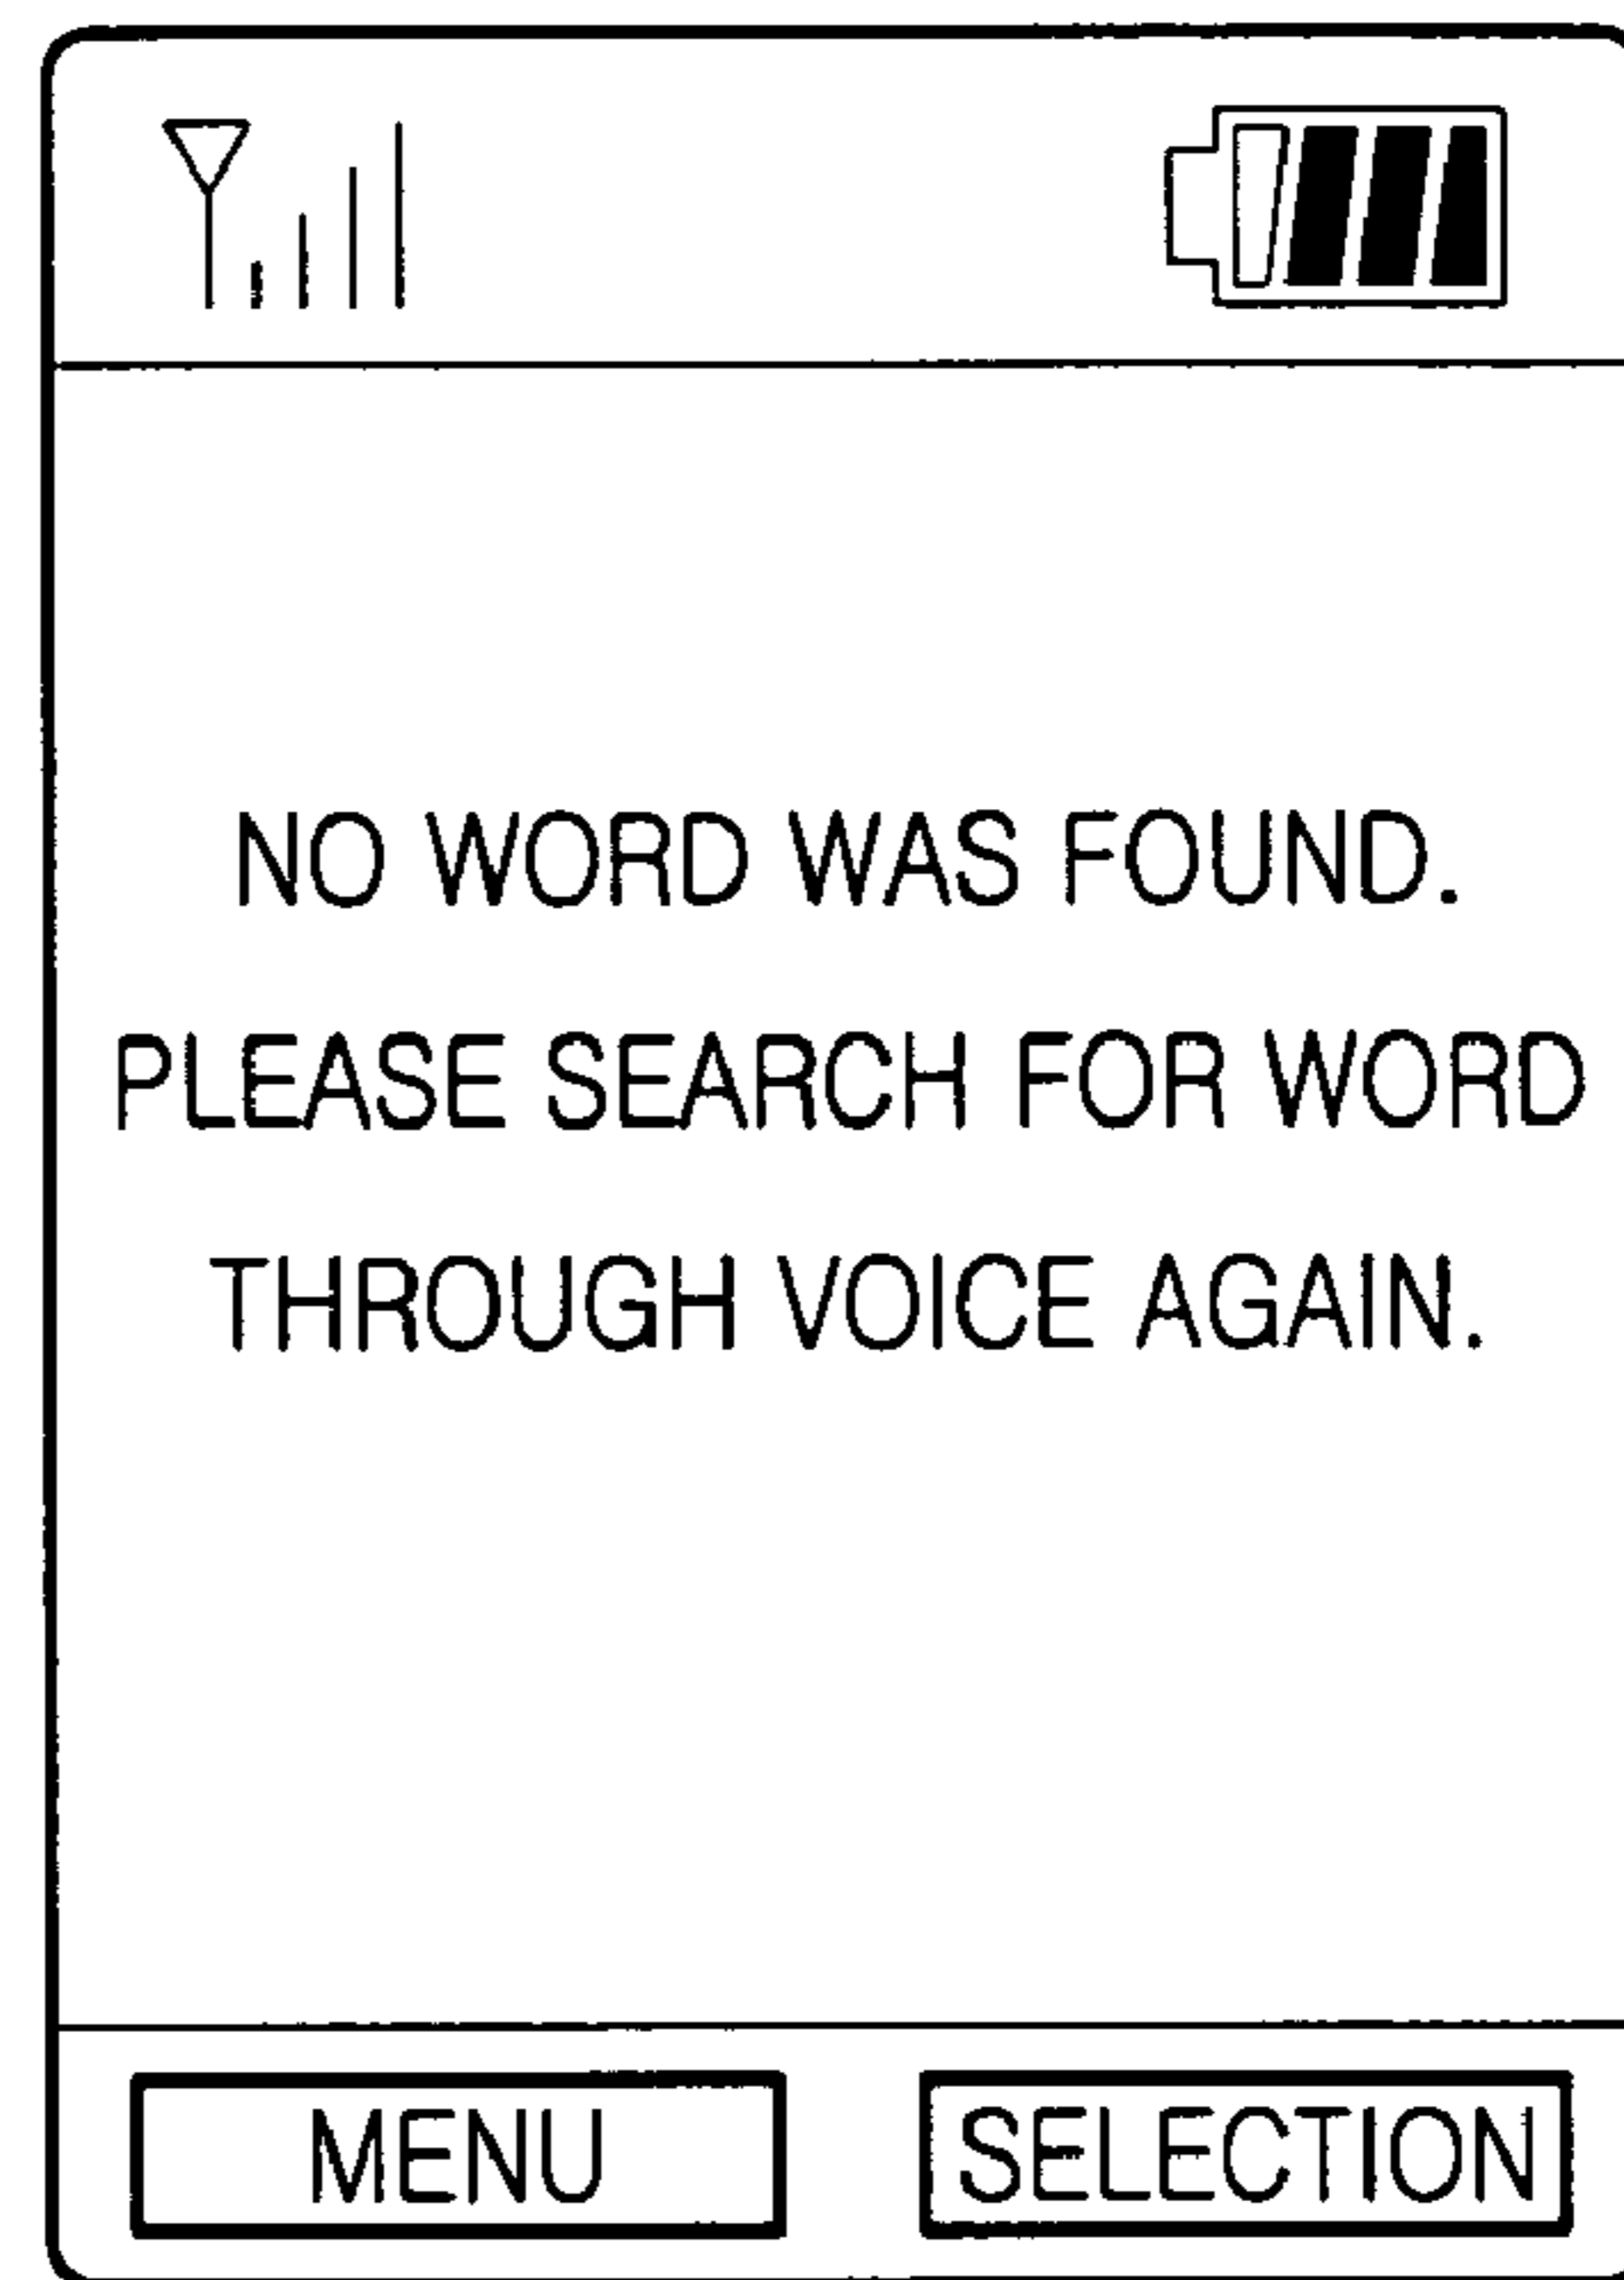 NO WORD WAS FOUND.
PLEASE SEARCH FOR WORD
THROUGH VOICE AGAIN.
MENU
SELECTION